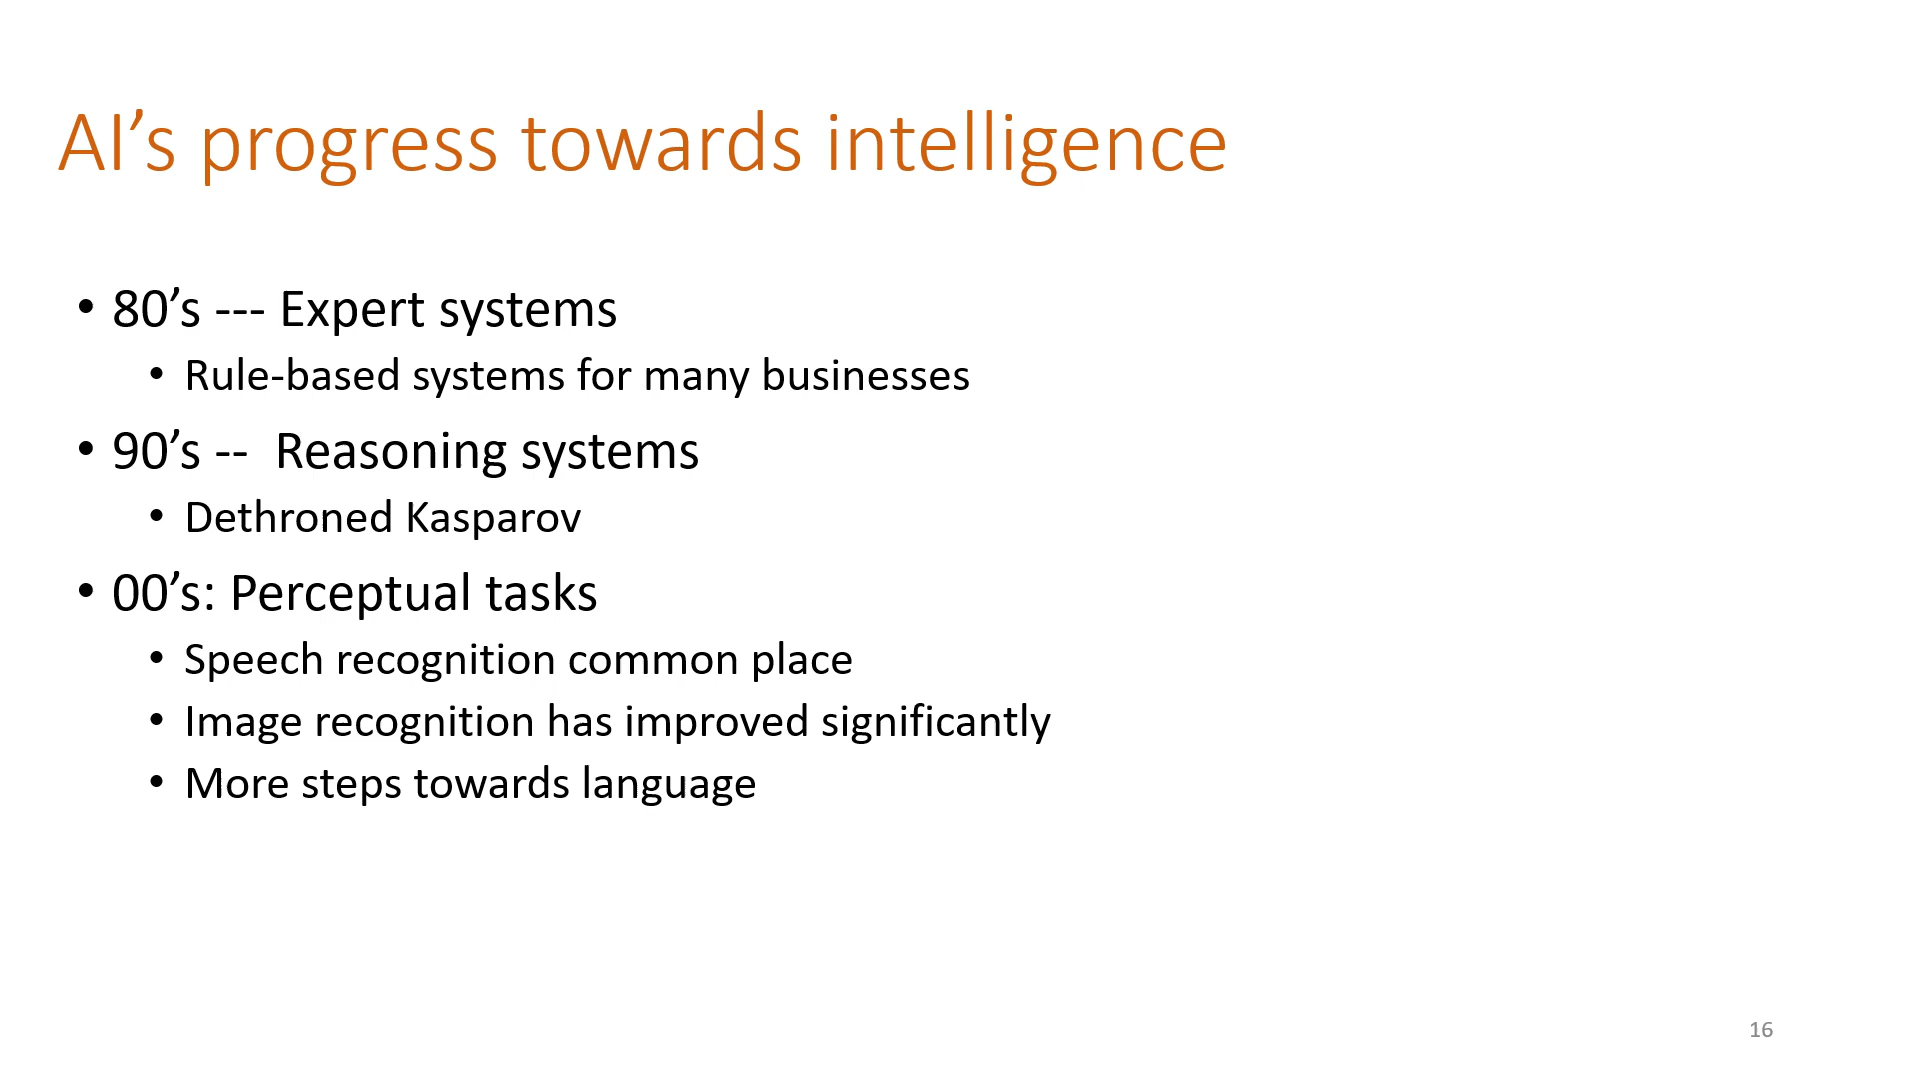 AI’s progress towards intelligence
• 80’s --- Expert systems
• Rule-based systems for many businesses
• 90’s --  Reasoning systems
• Dethroned Kasparov
• 00’s: Perceptual tasks
• Speech recognition common place
• Image recognition has improved significantly
• More steps towards language
16